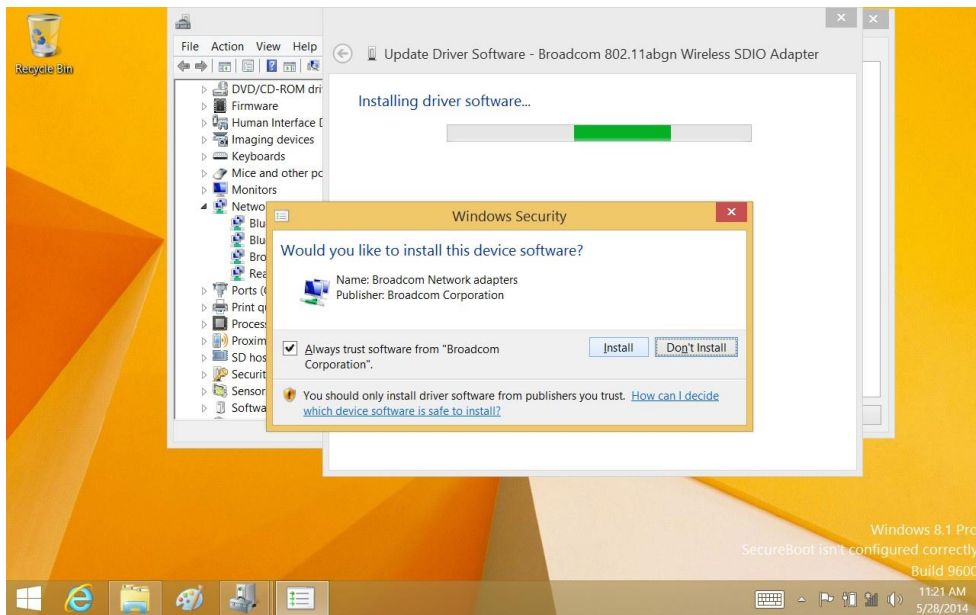 Recycle Bin
File Action View Help
Update Driver Software - Broadcom 802.11abgn Wireless SDIO Adapter
Installing driver software...
DVD/CD-ROM dri
Firmware
Human Interface D
Imaging devices
Keyboards
Mice and other po
Monitors
Netwo
Blu
Blu
Bro
Rea
Ports (
Print q
Process
Proxim
SD hos
Securit
Sensor
Softwa
Windows Security
Would you like to install this device software?
Name: Broadcom Network adapters
Publisher: Broadcom Corporation
Always trust software from "Broadcom
Corporation".
Install
Don't Install
You should only install driver software from publishers you trust. How can I decide
which device software is safe to install?
Windows 8.1 Pro
SecureBoot isn't configured correctly
Build 9600
11:21 AM
5/28/2014